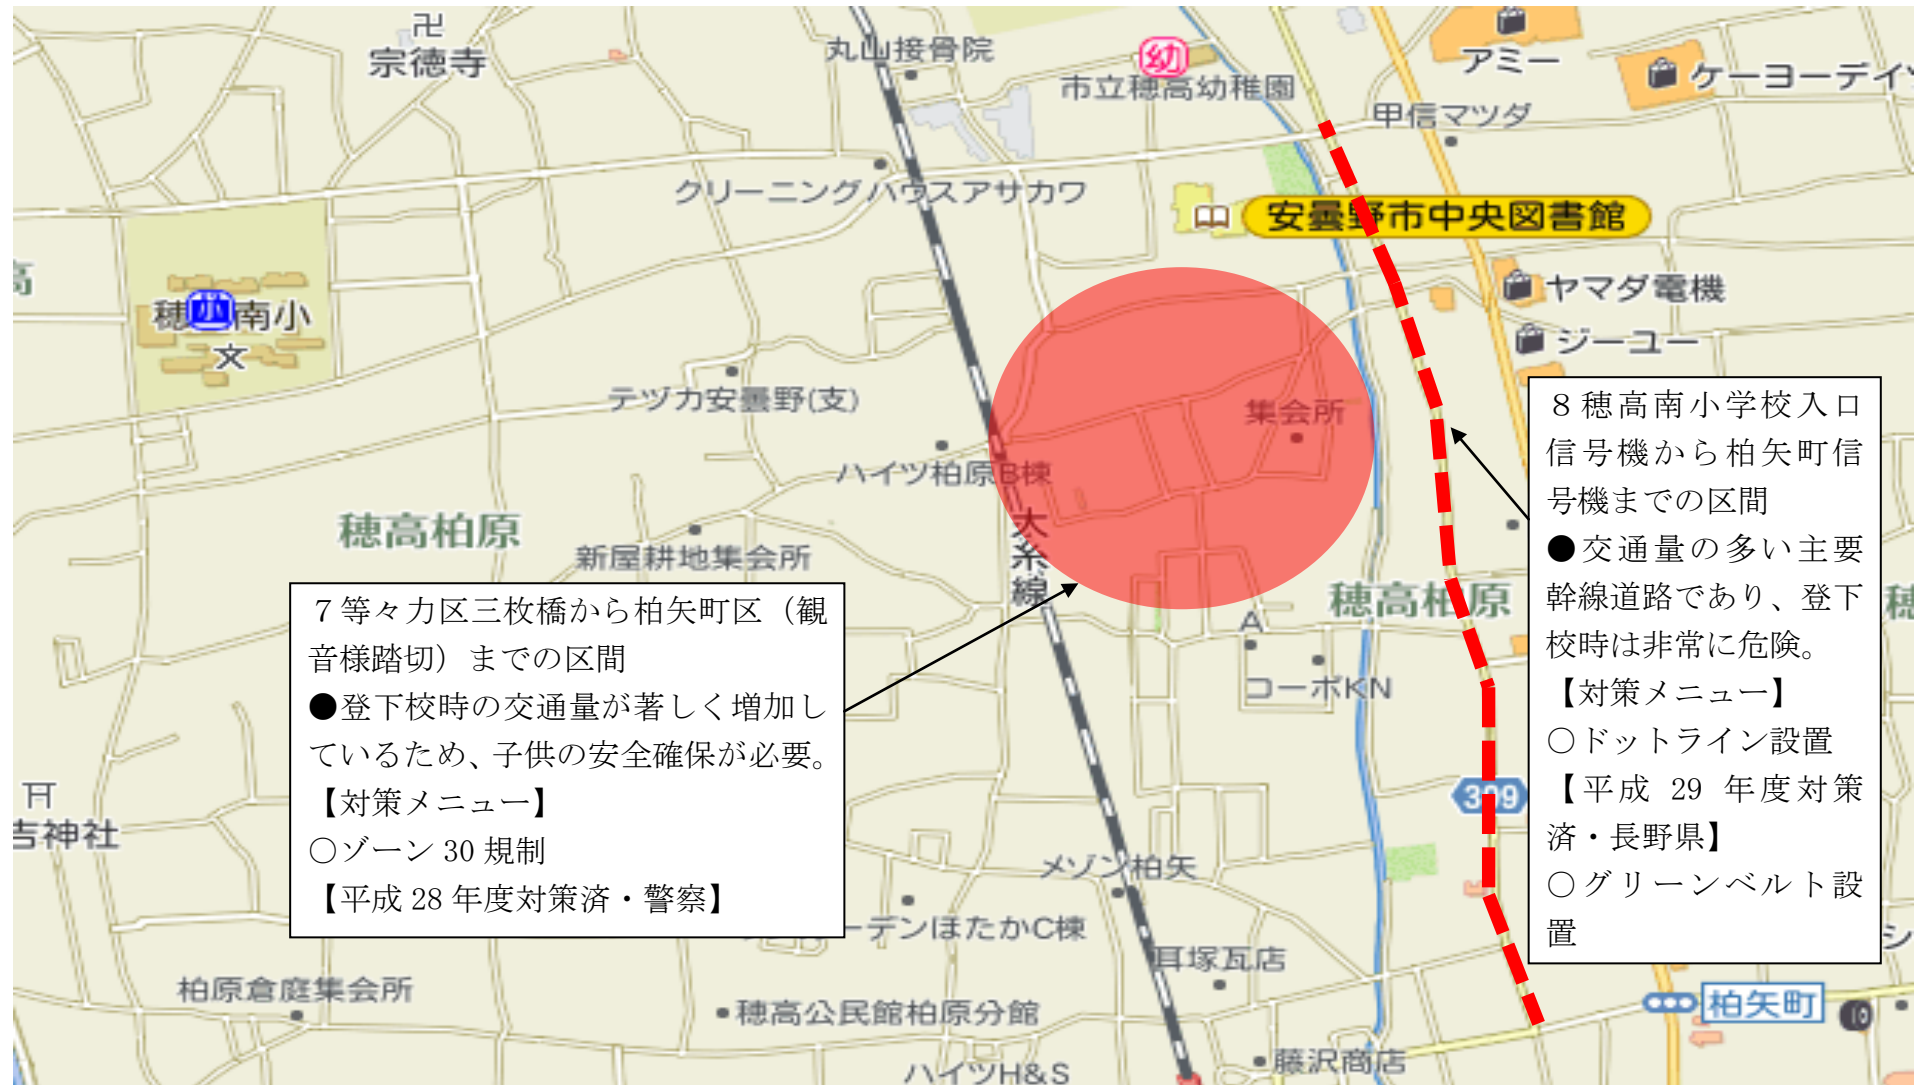 卍
宗徳寺
丸山接骨院
幼
市立穂高幼稚園
アミー
ケーヨーデイ
甲信マツダ
クリーニングハウスアサカワ
安曇野市中央図書館
高
小
南小
文
ヤマダ電機
ジーユー
テヅカ安曇野(支)
集会所
ハイツ柏原B棟
穂高柏原
大糸線
新屋耕地集会所
穂高柏原
穂
A
コーポKN
７等々力区三枚橋から柏矢町区（観
音様踏切）までの区間
●登下校時の交通量が著しく増加し
ているため、子供の安全確保が必要。
【対策メニュー】
○ゾーン 30 規制
【平成 28 年度対策済・警察】
８穂高南小学校入口
信号機から柏矢町信
号機までの区間
●交通量の多い主要
幹線道路であり、登下
校時は非常に危険。
【対策メニュー】
○ドットライン設置
【平成 29 年度対策
済・長野県】
○グリーンベルト設
置
309
吉神社
メゾン柏矢
ーデンほたかC棟
耳塚瓦店
シ
柏原倉庭集会所
穂高公民館柏原分館
柏矢町
藤沢商店
ハイツH&S